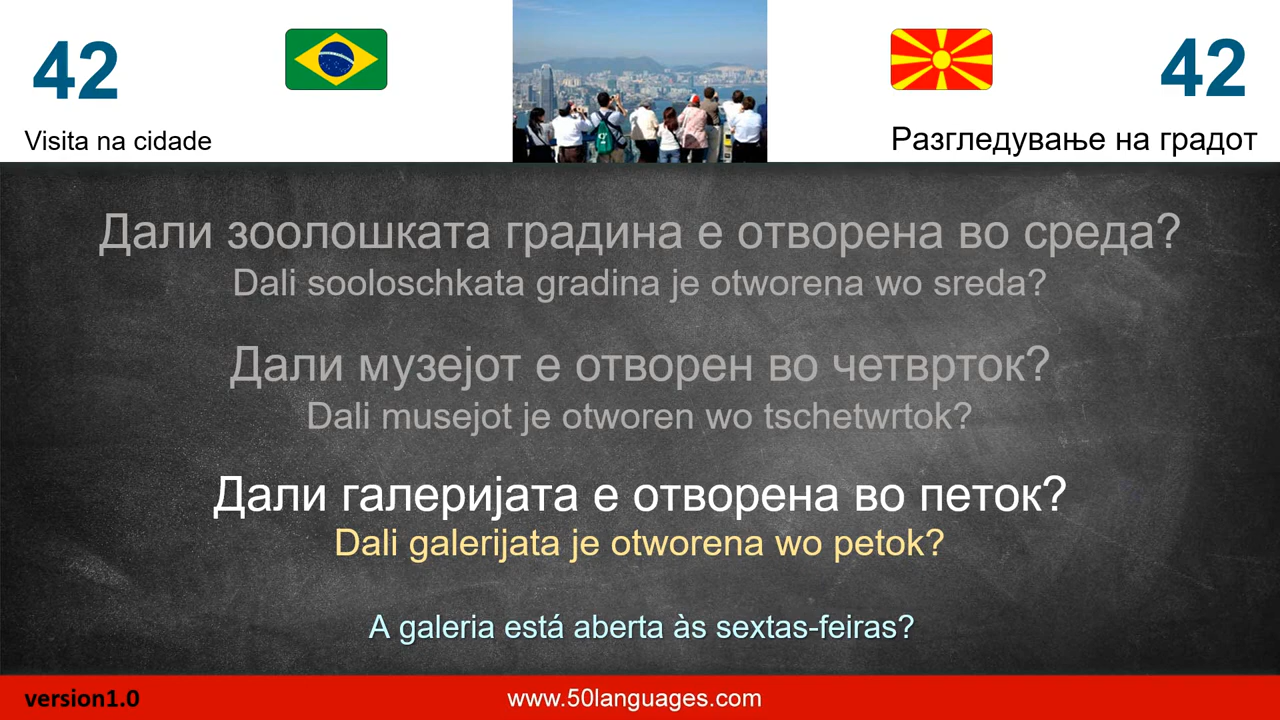 42
42
Visita na cidade
Разгледување на градот
Дали зоолошката градина е отворена во среда?
Dali sooloschkata gradina je otworena wo sreda?
Дали музејот е отворен во четврток?
Dali musejot je otworen wo tschetwrtok?
Дали галеријата е отворена во петок?
Dali galerijata je otworena wo petok?
A galeria está aberta às sextas-feiras?
version1.0
www.50languages.com